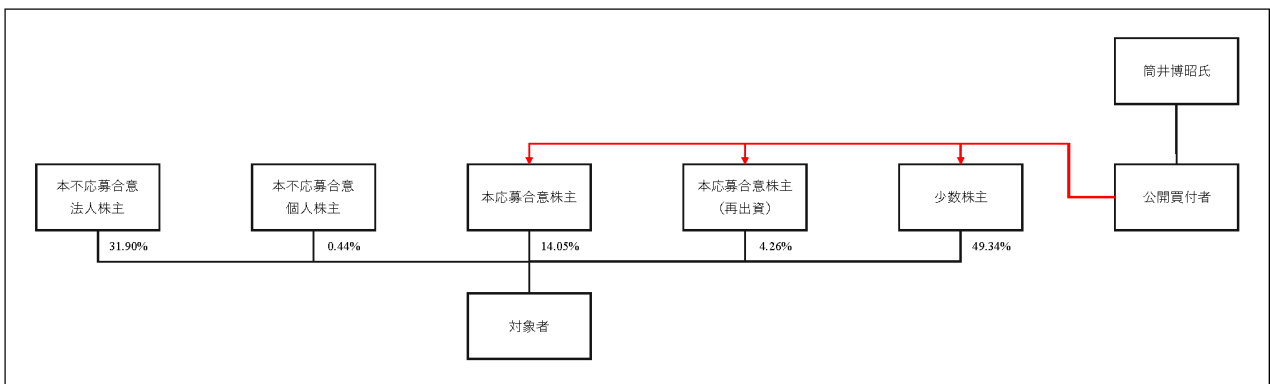 筒井博昭氏
本不応募合意
法人株主
本不応募合意
個人株主
本応募合意株主
本応募合意株主
(再出資)
少数株主
公開買付者
31.90%
0.44%
14.05%
4.26%
49.34%
対象者